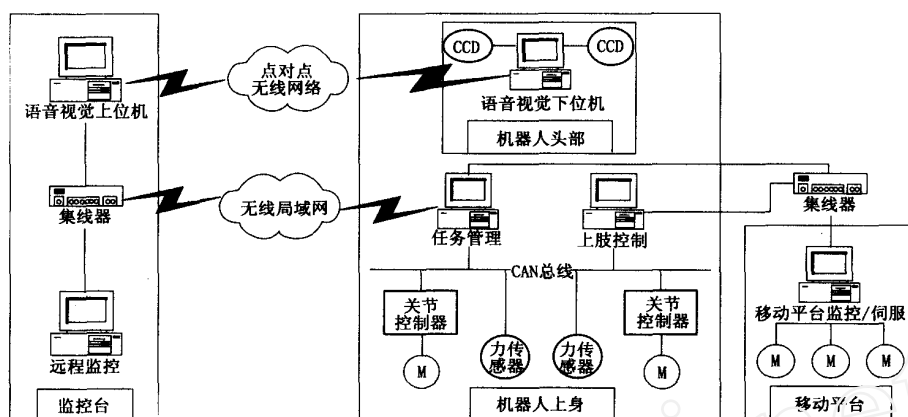 CCD
CCD
点对点
无线网络
语音视觉上位机
语音视觉下位机
机器人头部
集线器
无线局域网
任务管理
上肢控制
集线器
CAN总线
关节
控制器
关节
控制器
移动平台监控/伺服
力传
感器
力传
感器
远程监控
M
M
M
M
M
监控台
机器人上身
移动平台